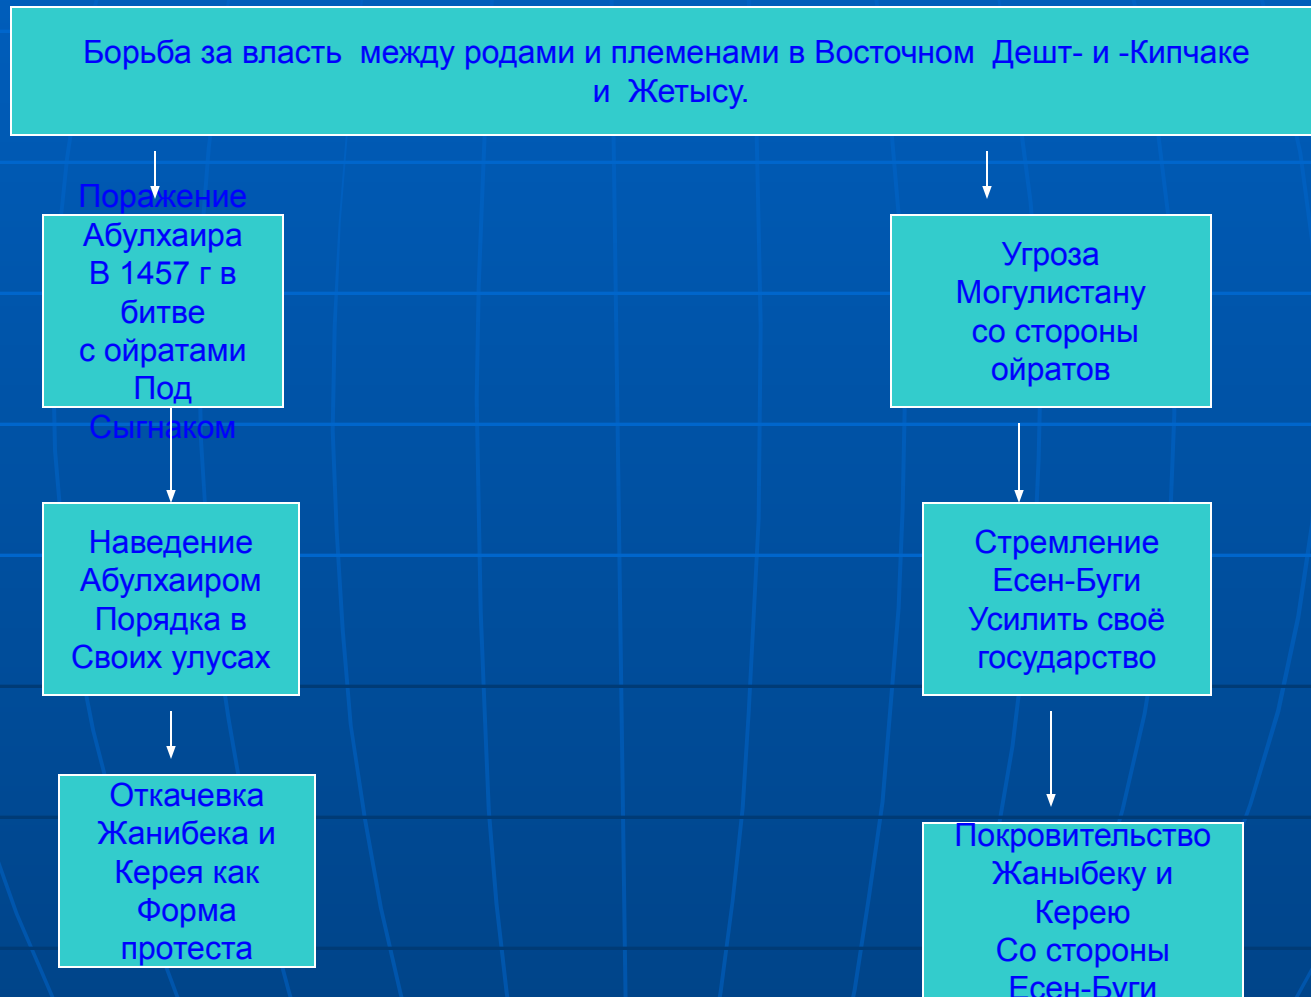 Борьба за власть  между родами и племенами в Восточном  Дешт- и -Кипчаке
и  Жетысу.
Поражение
Абулхаира
В 1457 г в
битве
с ойратами
Под
Сыгнаком
Угроза
Могулистану
со стороны
ойратов
Наведение
Абулхаиром
Порядка в
Своих улусах
Стремление
Есен-Буги
Усилить своё
государство
Откачевка
Жанибека и
Керея как
Форма
протеста
Покровительство
Жаныбеку и
Керею
Со стороны
Есен-Буги